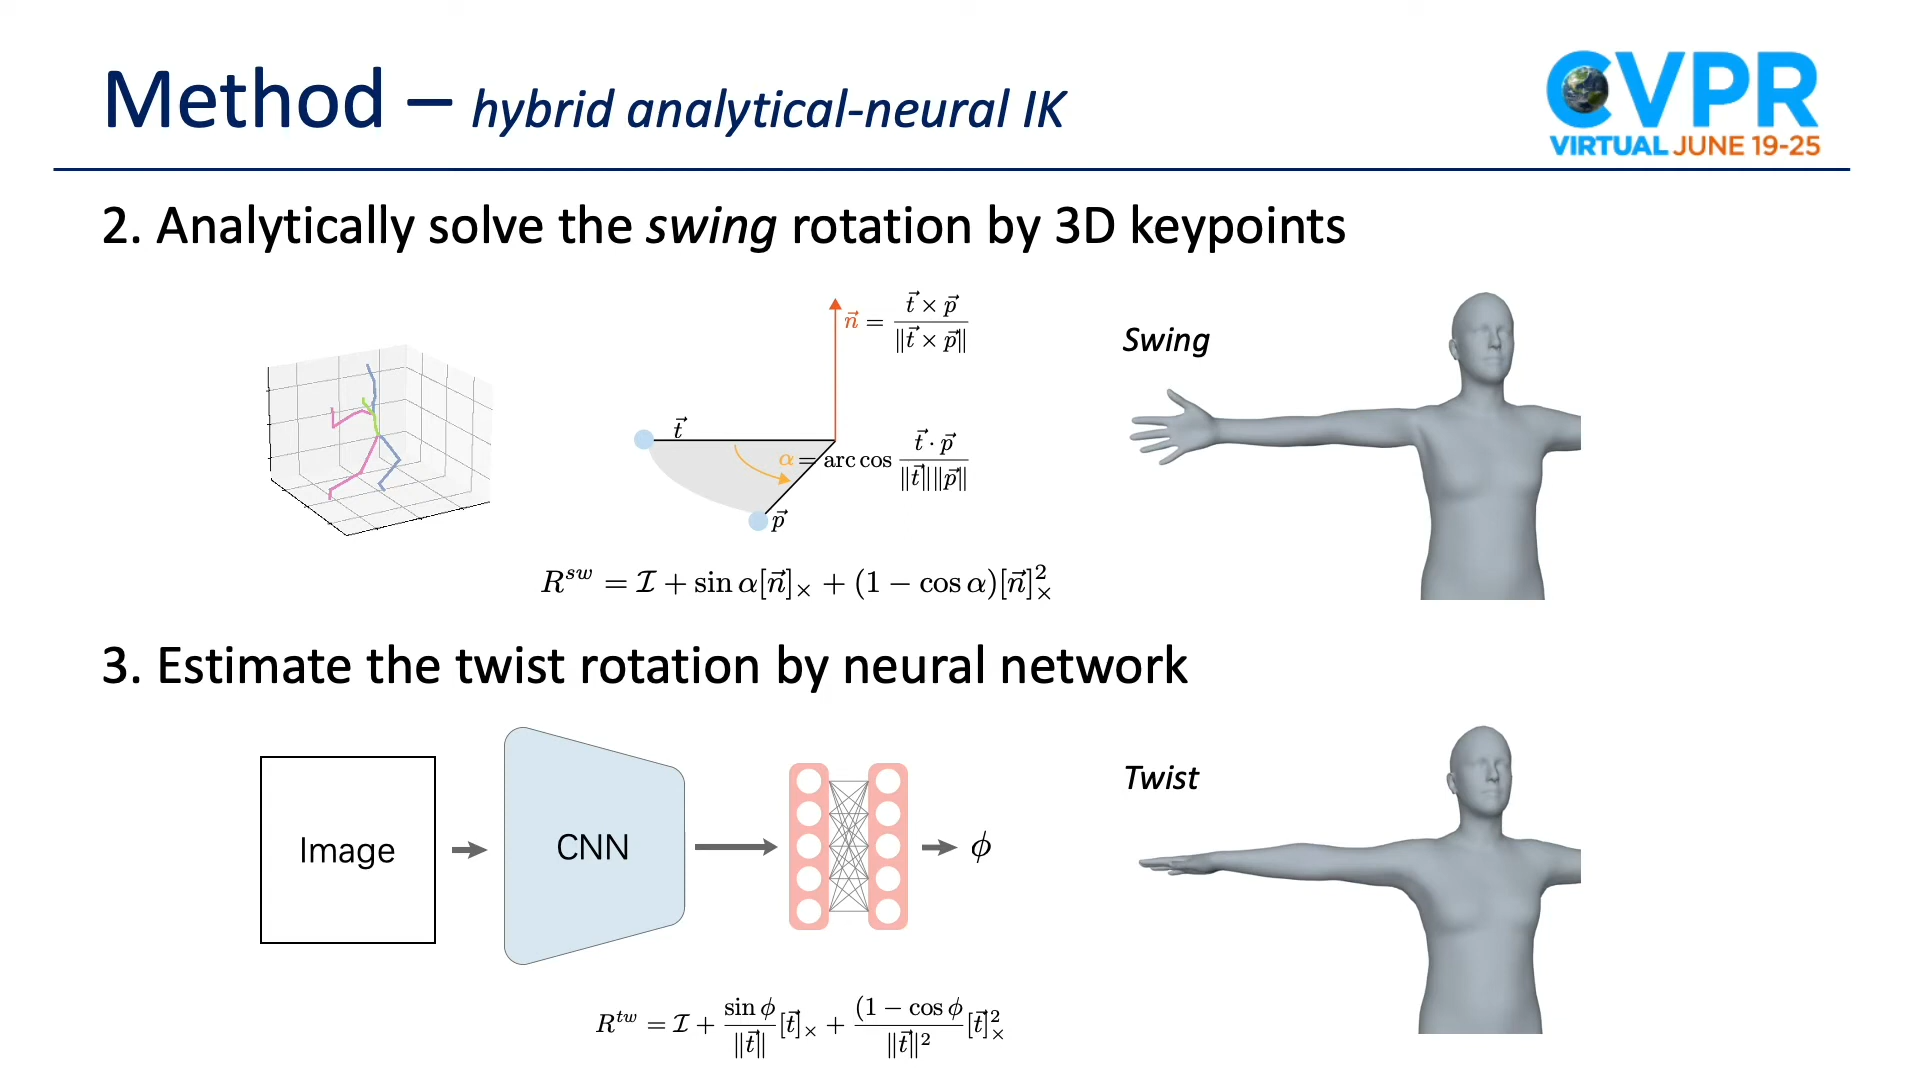 Method – hybrid analytical-neural IK
CVPR
VIRTUAL JUNE 19-25
2. Analytically solve the swing rotation by 3D keypoints
n⃗ = (t⃗ × p⃗) / ‖t⃗ × p⃗‖
Swing
t⃗
α = arc cos (t⃗ · p⃗) / ‖t⃗‖‖p⃗‖
p⃗
R^{sw} = ℐ + sin α[n⃗]_× + (1 − cos α)[n⃗]_×^2
3. Estimate the twist rotation by neural network
Twist
Image
CNN
ϕ
R^{tw} = ℐ + (sin ϕ / ‖t⃗‖)[t⃗]_× + ((1 − cos ϕ / ‖t⃗‖^2)[t⃗]_×^2